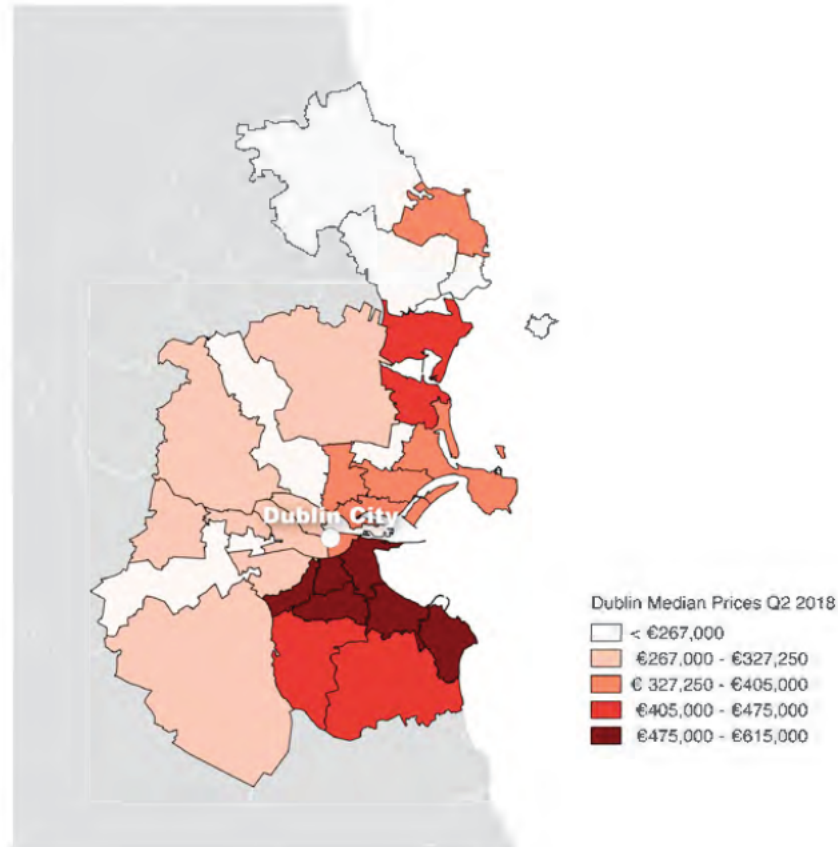 Dublin City
Dublin Median Prices Q2 2018
< €267,000
€267,000 - €327,250
€ 327,250 - €405,000
€405,000 - €475,000
€475,000 - €615,000